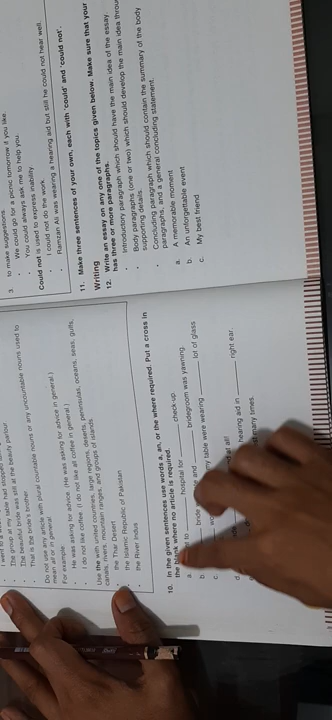 The group at my table had stopped
The beautiful bride was still at the beauty parlour.
That is the bride's brother
Do not use any article with plural countable nouns or any uncountable nouns used to
mean all or in general.)
For example
He was asking for advice. (He was asking for advice in general.)
I do not like coffee. (I do not like all coffee in general.)
Use the with united countries, large regions, deserts, peninsulas, oceans, seas, gulfs,
canals, rivers, mountain ranges, and groups of islands
the Thar Desert
the Islamic Republic of Pakistan
the River Indus
10. In the given sentences use words a, an, or the where required. Put a cross in
the blank where no article is required.
a. to hospital for check-up
b. bride and bridegroom was yawning.
c. my table were wearing lot of glass
d. hearing aid in right ear.
many times.
3. to make suggestions
We could go for a picnic tomorrow if you like.
You could always ask me to help you.
Could not is used to express inability
I could not do the work.
Ramzan Ali was wearing a hearing aid but still he could not hear well.
11. Make three sentences of your own, each with 'could' and 'could not'.
Writing
12. Write an essay on any one of the topics given below. Make sure that your
has three or more paragraphs.
Introductory paragraph which should have the main idea of the essay.
Body paragraphs (one or two) which should develop the main idea
supporting details.
Concluding paragraph which should contain the summary of the body
paragraphs, and a general concluding statement.
a. A memorable moment
b. An unforgettable event
c. My best friend